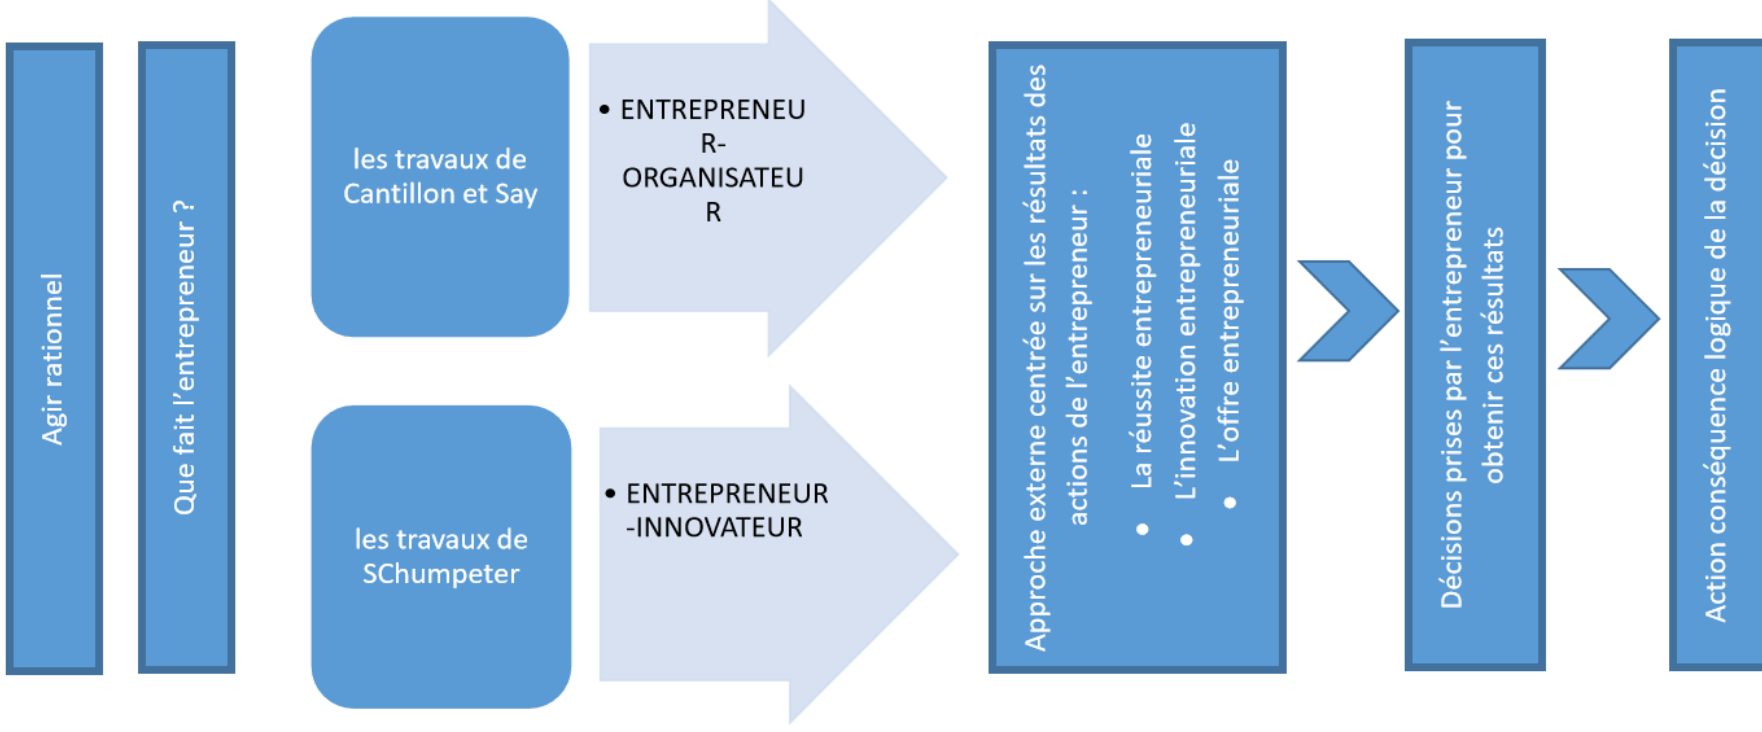 Agir rationnel
Que fait l’entrepreneur ?
les travaux de
Cantillon et Say
• ENTREPRENEU
R-
ORGANISATEU
R
les travaux de
SChumpeter
• ENTREPRENEUR
-INNOVATEUR
Approche externe centrée sur les résultats des
actions de l’entrepreneur :
• La réussite entrepreneuriale
• L’innovation entrepreneuriale
• L’offre entrepreneuriale
Décisions prises par l’entrepreneur pour
obtenir ces résultats
Action conséquence logique de la décision